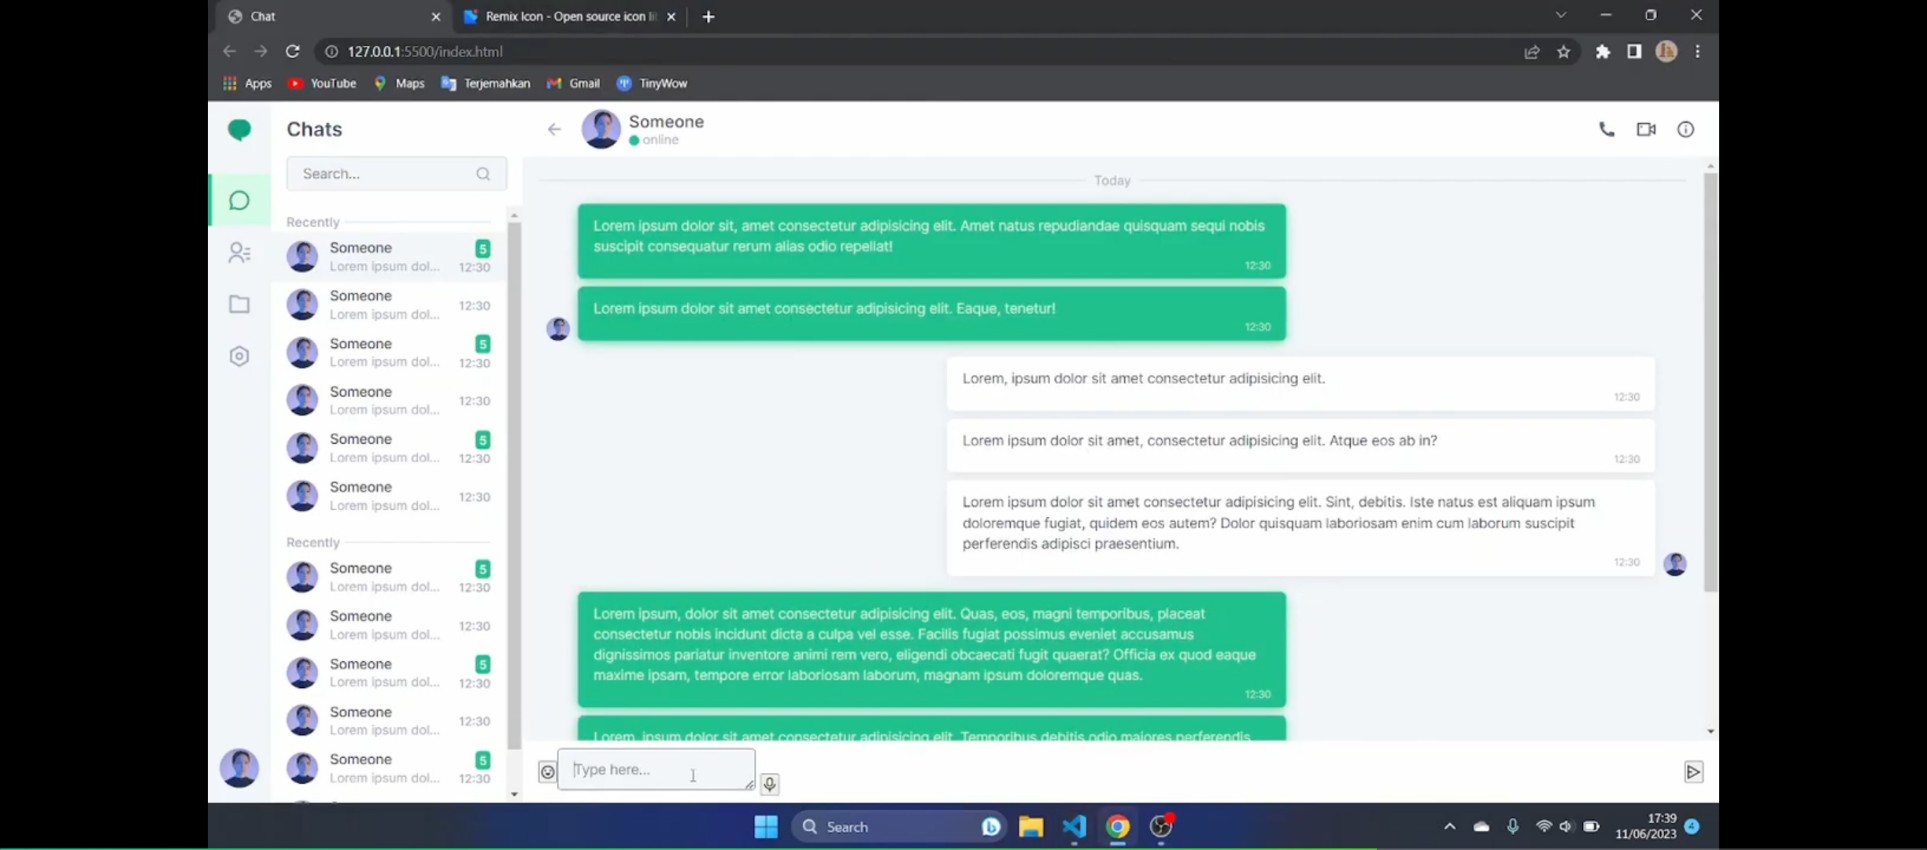 Chat
Remix Icon - Open source icon li
127.0.0.1:5500/index.html
Apps YouTube Maps Terjemahkan Gmail TinyWow
Chats
Search...
Recently
Someone 5
Lorem ipsum dol... 12:30
Someone
Lorem ipsum dol... 12:30
Someone 5
Lorem ipsum dol... 12:30
Someone
Lorem ipsum dol... 12:30
Someone 5
Lorem ipsum dol... 12:30
Someone
Lorem ipsum dol... 12:30
Recently
Someone 5
Lorem ipsum dol... 12:30
Someone
Lorem ipsum dol... 12:30
Someone 5
Lorem ipsum dol... 12:30
Someone
Lorem ipsum dol... 12:30
Someone 5
Lorem ipsum dol... 12:30
Someone
online
Today
Lorem ipsum dolor sit, amet consectetur adipisicing elit. Amet natus repudiandae quisquam sequi nobis
suscipit consequatur rerum alias odio repellat!
12:30
Lorem ipsum dolor sit amet consectetur adipisicing elit. Eaque, tenetur!
12:30
Lorem, ipsum dolor sit amet consectetur adipisicing elit.
12:30
Lorem ipsum dolor sit amet, consectetur adipisicing elit. Atque eos ab in?
12:30
Lorem ipsum dolor sit amet consectetur adipisicing elit. Sint, debitis. Iste natus est aliquam ipsum
doloremque fugiat, quidem eos autem? Dolor quisquam laboriosam enim cum laborum suscipit
perferendis adipisci praesentium.
12:30
Lorem ipsum, dolor sit amet consectetur adipisicing elit. Quas, eos, magni temporibus, placeat
consectetur nobis incidunt dicta a culpa vel esse. Facilis fugiat possimus eveniet accusamus
dignissimos pariatur inventore animi rem vero, eligendi obcaecati fugit quaerat? Officia ex quod eaque
maxime ipsam, tempore error laboriosam laborum, magnam ipsum doloremque quas.
12:30
Lorem, ipsum dolor sit amet consectetur adipisicing elit. Temporibus debitis odio maiores perferendis
Type here...
Search
17:39
11/06/2023
4